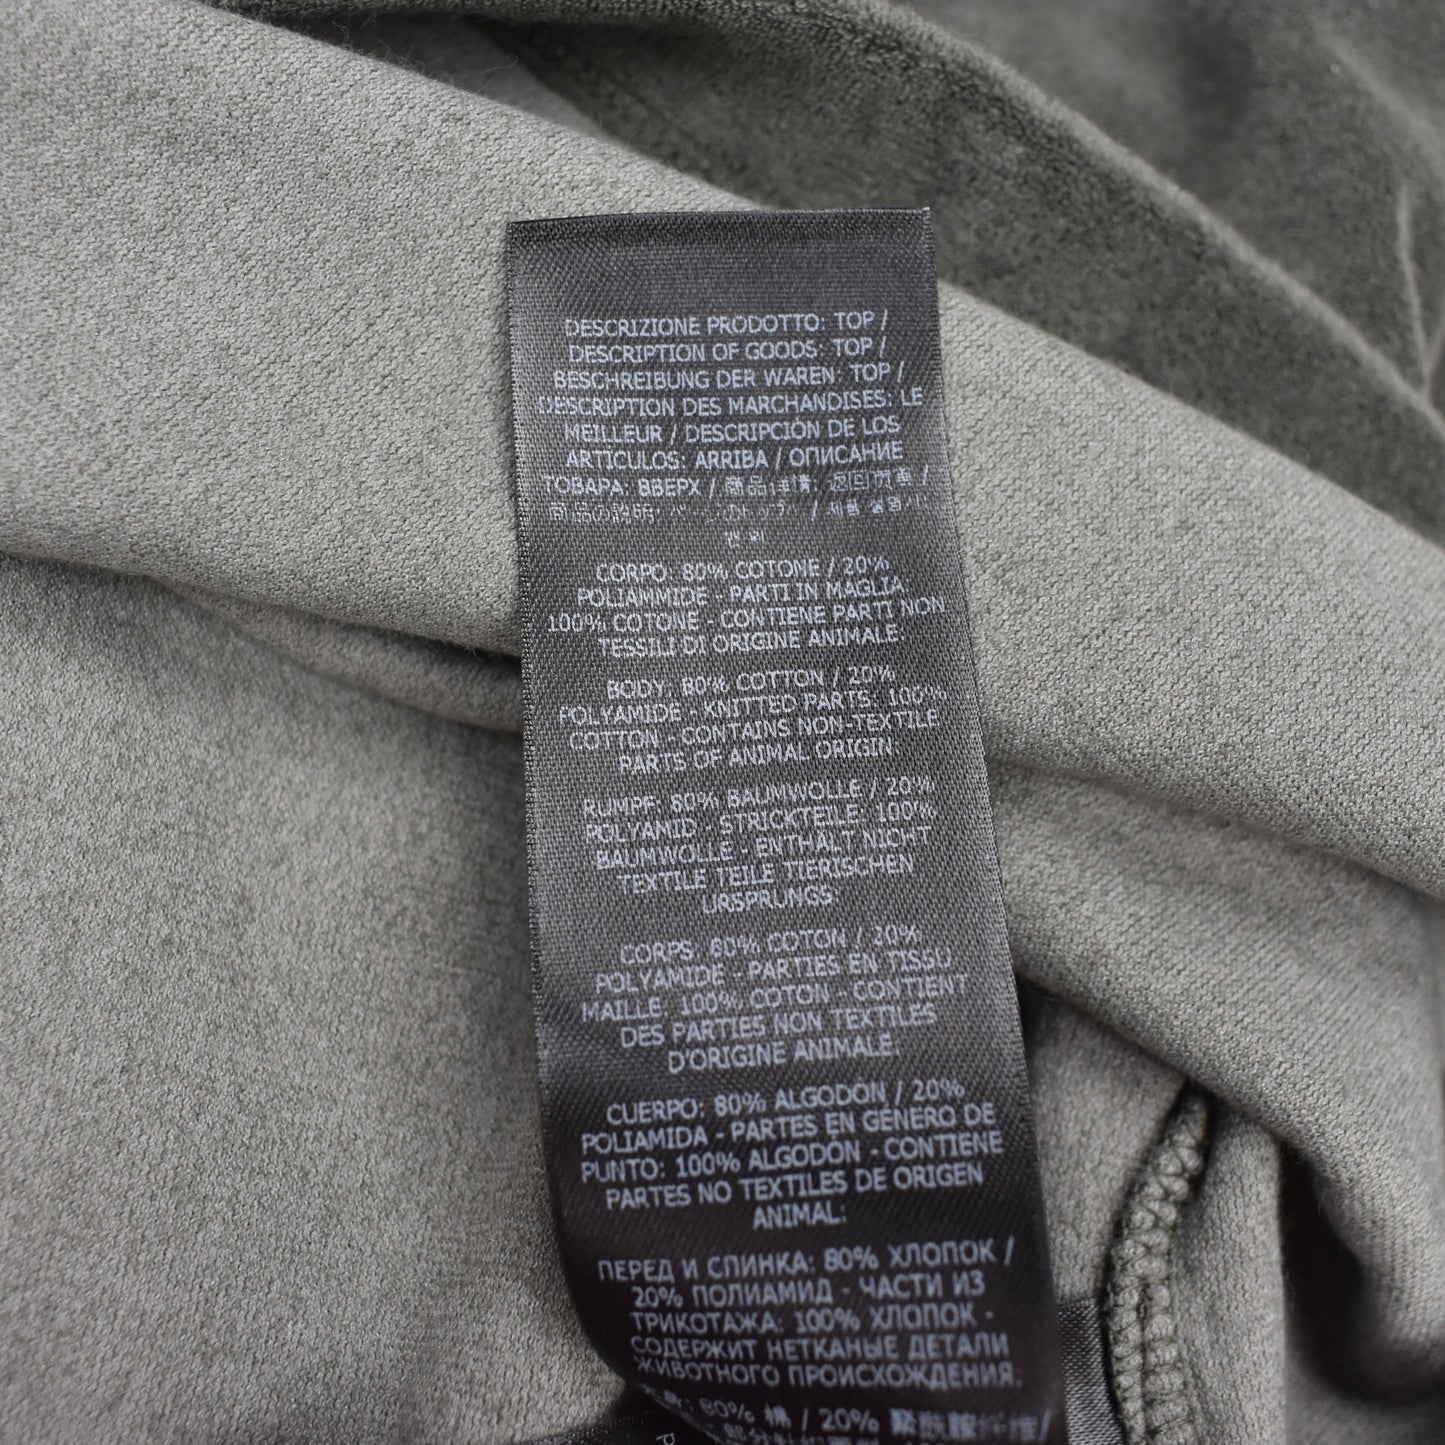 DESCRIZIONE PRODOTTO: TOP /
DESCRIPTION OF GOODS: TOP /
BESCHREIBUNG DER WAREN: TOP /
DESCRIPTION DES MARCHANDISES: LE
MEILLEUR / DESCRIPCION DE LOS
ARTICULOS: ARRIBA / ОПИСАНИЕ
ТОВАРА: ВВЕРХ /
CORPO: 80% COTONE / 20%
POLIAMMIDE - PARTI IN MAGLIA
100% COTONE - CONTIENE PARTI NON
TESSILI DI ORIGINE ANIMALE:
BODY: 80% COTTON / 20%
POLYAMIDE - KNITTED PARTS: 100%
COTTON - CONTAINS NON-TEXTILE
PARTS OF ANIMAL ORIGIN:
RUMPF: 80% BAUMWOLLE / 20%
POLYAMID - STRICKTEILE: 100%
BAUMWOLLE - ENTHÄLT NICHT
TEXTILE TEILE TIERISCHEN
URSPRUNGS
CORPS: 80% COTON / 20%
POLYAMIDE - PARTIES EN TISSU
MAILLE: 100% COTON - CONTIENT
DES PARTIES NON TEXTILES
D'ORIGINE ANIMALE:
CUERPO: 80% ALGODÓN / 20%
POLIAMIDA - PARTES EN GÉNERO DE
PUNTO: 100% ALGODÓN - CONTIENE
PARTES NO TEXTILES DE ORIGEN
ANIMAL:
ПЕРЕД И СПИНКА: 80% ХЛОПОК /
20% ПОЛИАМИД - ЧАСТИ ИЗ
ТРИКОТАЖА: 100% ХЛОПОК -
СОДЕРЖИТ НЕТКАНЫЕ ДЕТАЛИ
ЖИВОТНОГО ПРОИСХОЖДЕНИЯ:
80% 棉 / 20%